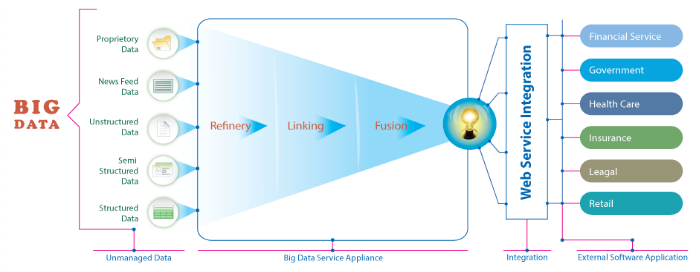 BIG
DATA
Proprietory
Data
News Feed
Data
Unstructured
Data
Semi
Structured
Data
Structured
Data
Refinery
Linking
Fusion
Web Service Integration
Financial Service
Government
Health Care
Insurance
Leagal
Retail
Unmanaged Data
Big Data Service Appliance
Integration
External Software Application